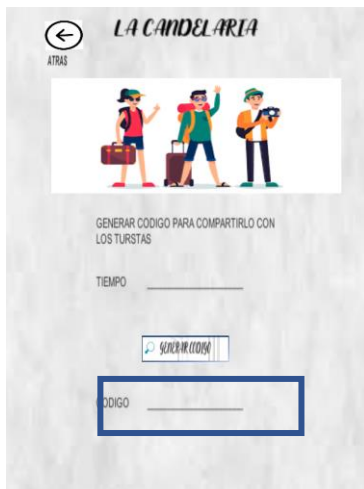 LA CANDELARIA
ATRAS
GENERAR CODIGO PARA COMPARTIRLO CON
LOS TURSTAS
TIEMPO
GENERAR CODIGO
CODIGO